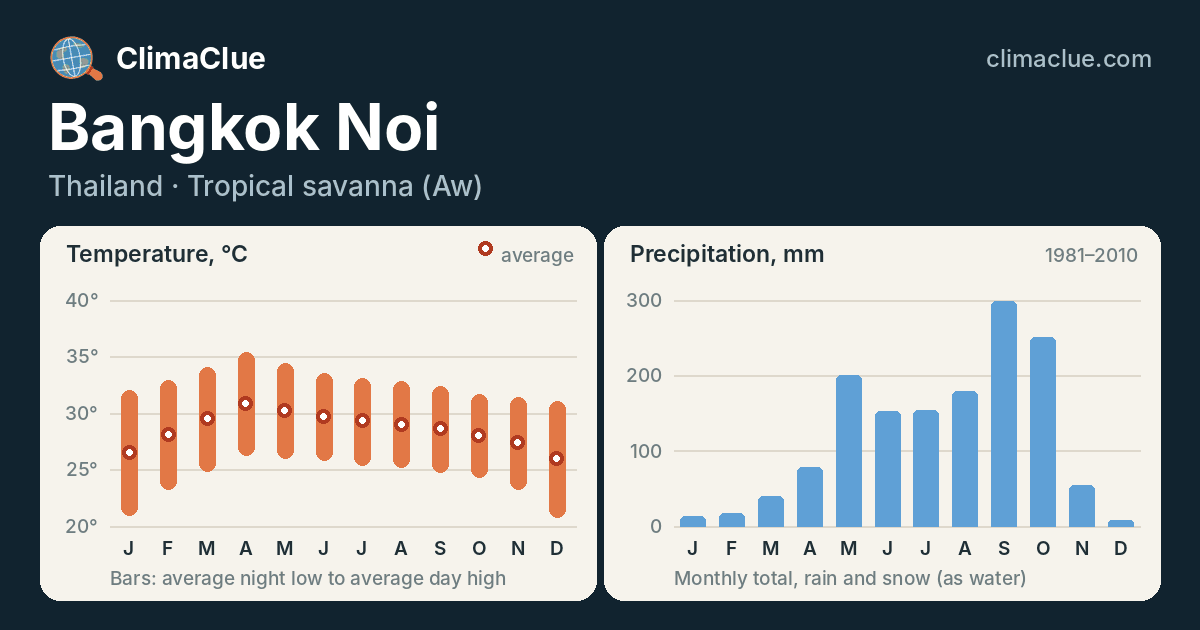 ClimaClue
climaclue.com
Bangkok Noi
Thailand · Tropical savanna (Aw)
Temperature, °C
average
40°
35°
30°
25°
20°
J F M A M J J A S O N D
Bars: average night low to average day high
Precipitation, mm
1981–2010
300
200
100
0
J F M A M J J A S O N D
Monthly total, rain and snow (as water)